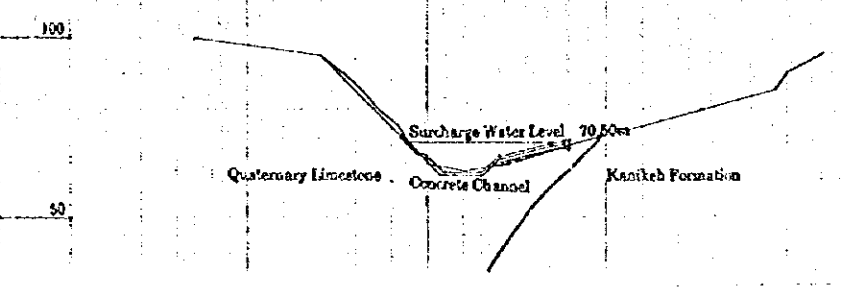 100
Surcharge Water Level 70.50m
Quaternary Limestone
Concrete Channel
Kanikeh Formation
50